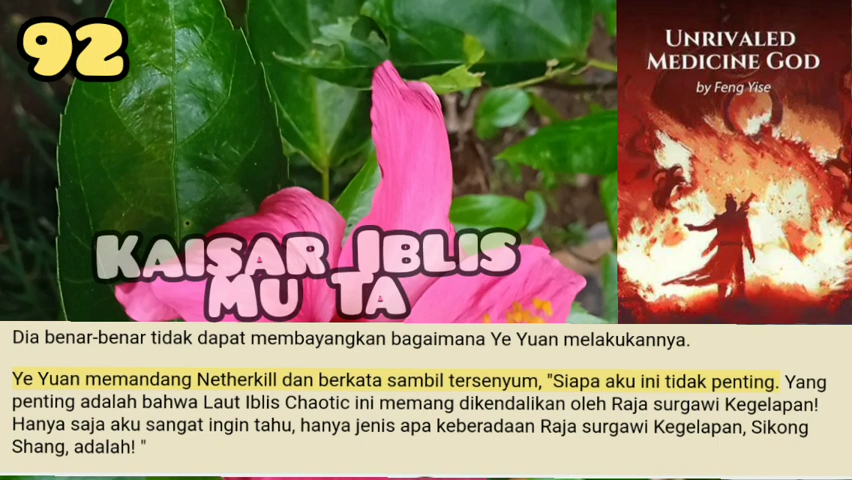 92
UNRIVALED
MEDICINE GOD
by Feng Yise
KAISAR IBLIS
MU TA
Dia benar-benar tidak dapat membayangkan bagaimana Ye Yuan melakukannya.
Ye Yuan memandang Netherkill dan berkata sambil tersenyum, "Siapa aku ini tidak penting. Yang
penting adalah bahwa Laut Iblis Chaotic ini memang dikendalikan oleh Raja surgawi Kegelapan!
Hanya saja aku sangat ingin tahu, hanya jenis apa keberadaan Raja surgawi Kegelapan, Sikong
Shang, adalah! "